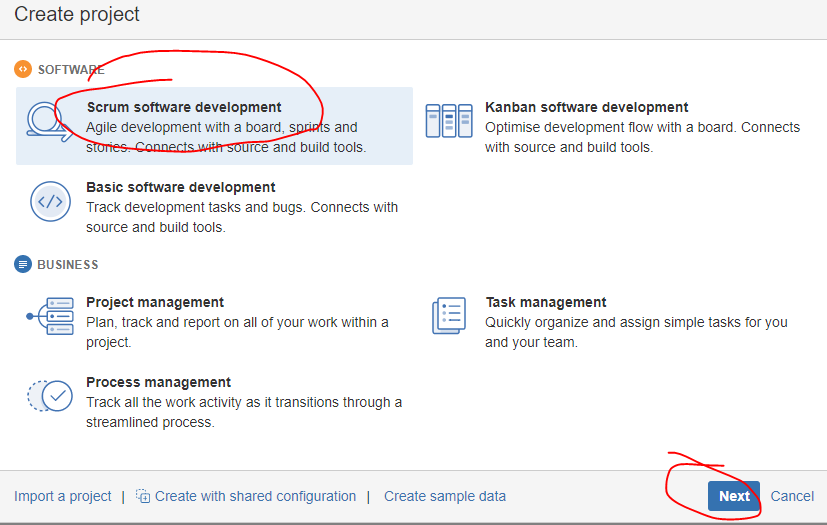 Create project
SOFTWARE
Scrum software development
Agile development with a board, sprints and
stories. Connects with source and build tools.
Kanban software development
Optimise development flow with a board. Connects
with source and build tools.
Basic software development
Track development tasks and bugs. Connects with
source and build tools.
BUSINESS
Project management
Plan, track and report on all of your work within a
project.
Task management
Quickly organize and assign simple tasks for you
and your team.
Process management
Track all the work activity as it transitions through a
streamlined process.
Import a project | Create with shared configuration | Create sample data Next Cancel